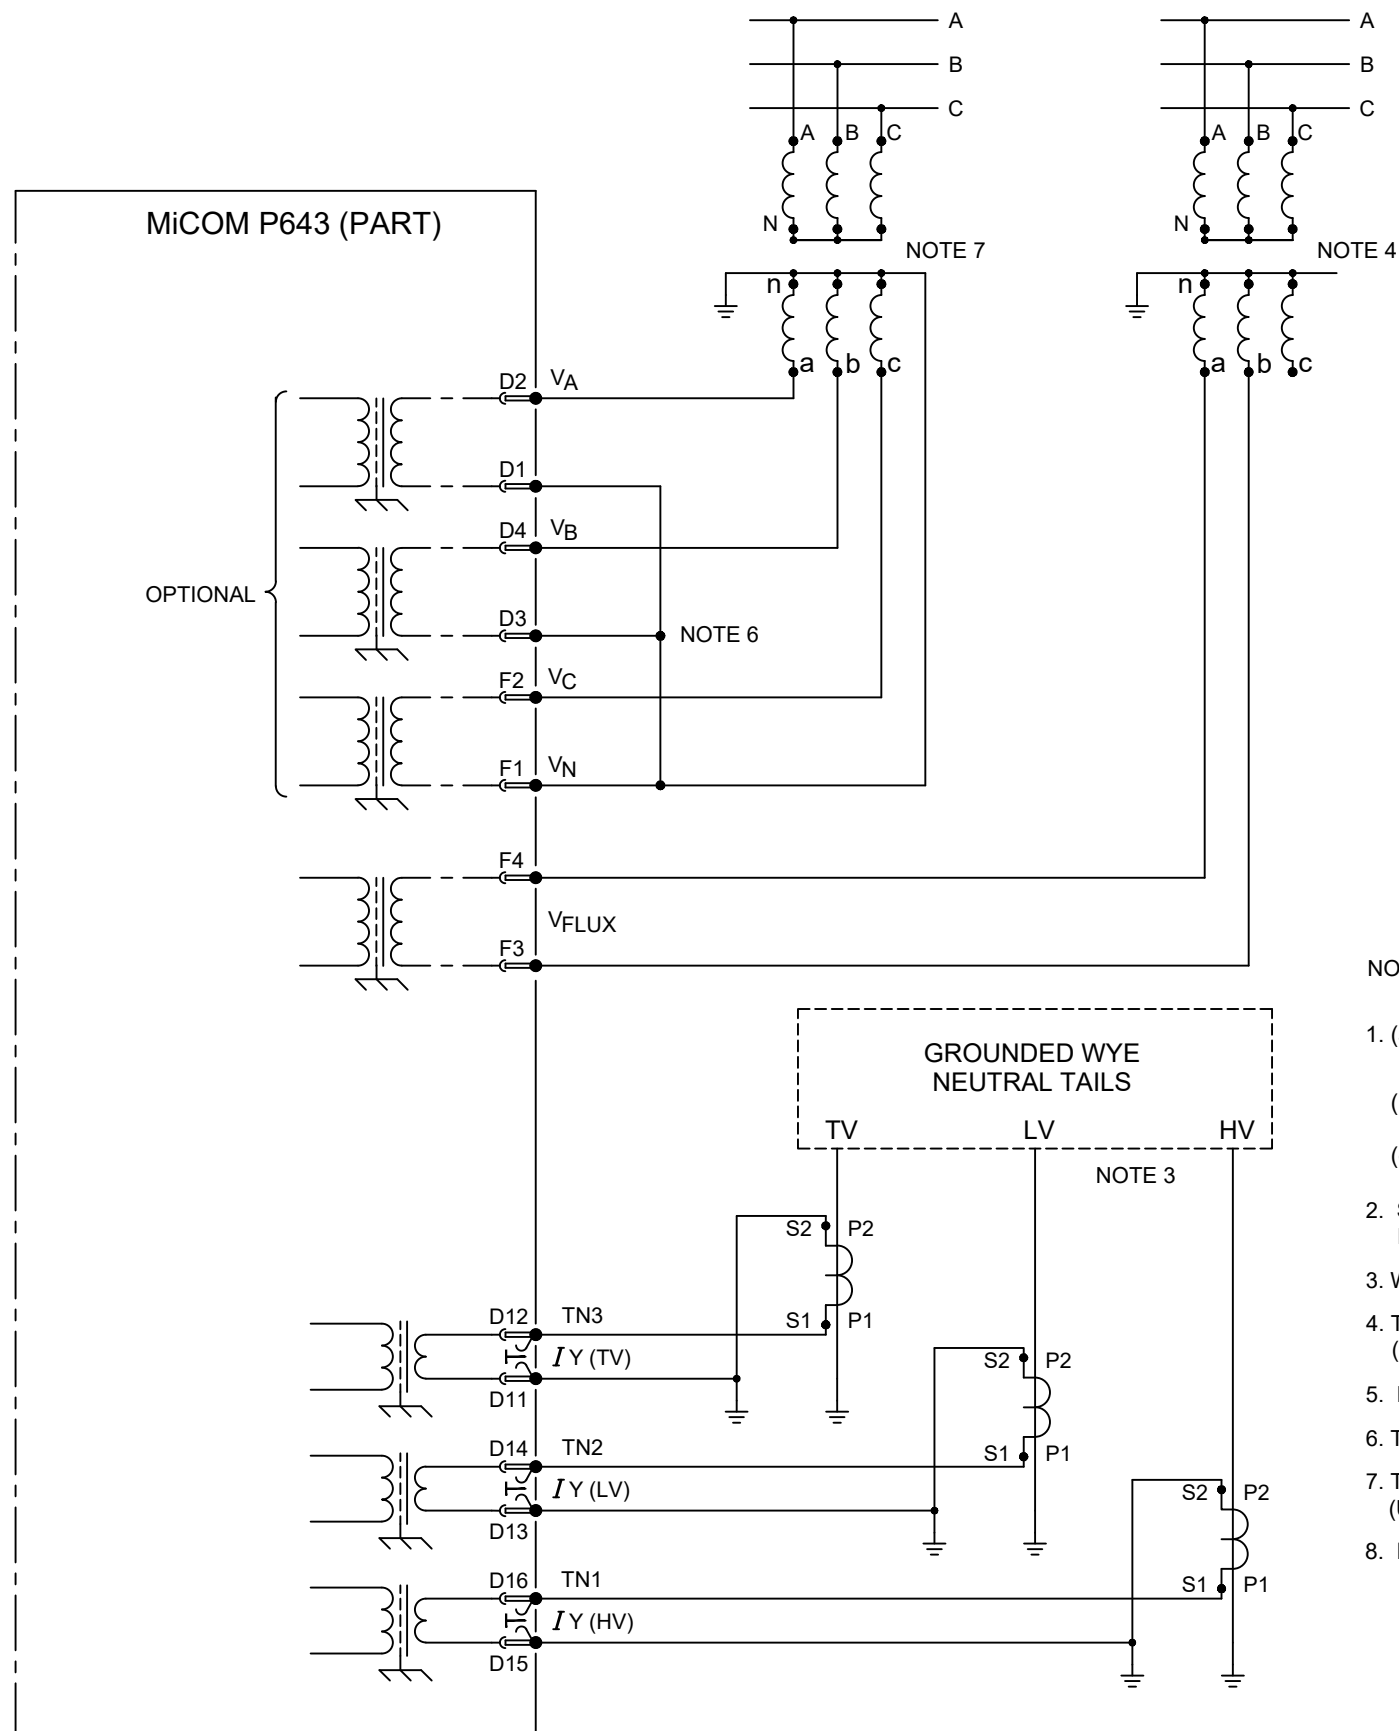 A
B
C
A B C
N
NOTE 7
n
a b c
A
B
C
A B C
N
NOTE 4
n
a b c
MiCOM P643 (PART)
D2 VA
D1
D4 VB
OPTIONAL
D3
NOTE 6
F2 VC
F1 VN
F4
VFLUX
F3
GROUNDED WYE
NEUTRAL TAILS
TV LV HV
NOTE 3
S2 P2
S1 P1
D12 TN3
I Y (TV)
D11
S2 P2
S1 P1
D14 TN2
I Y (LV)
D13
S2 P2
S1 P1
D16 TN1
I Y (HV)
D15
NO
1. (
(
(
2. S
3. W
4. T
(
5.
6. T
7. T
(U
8.